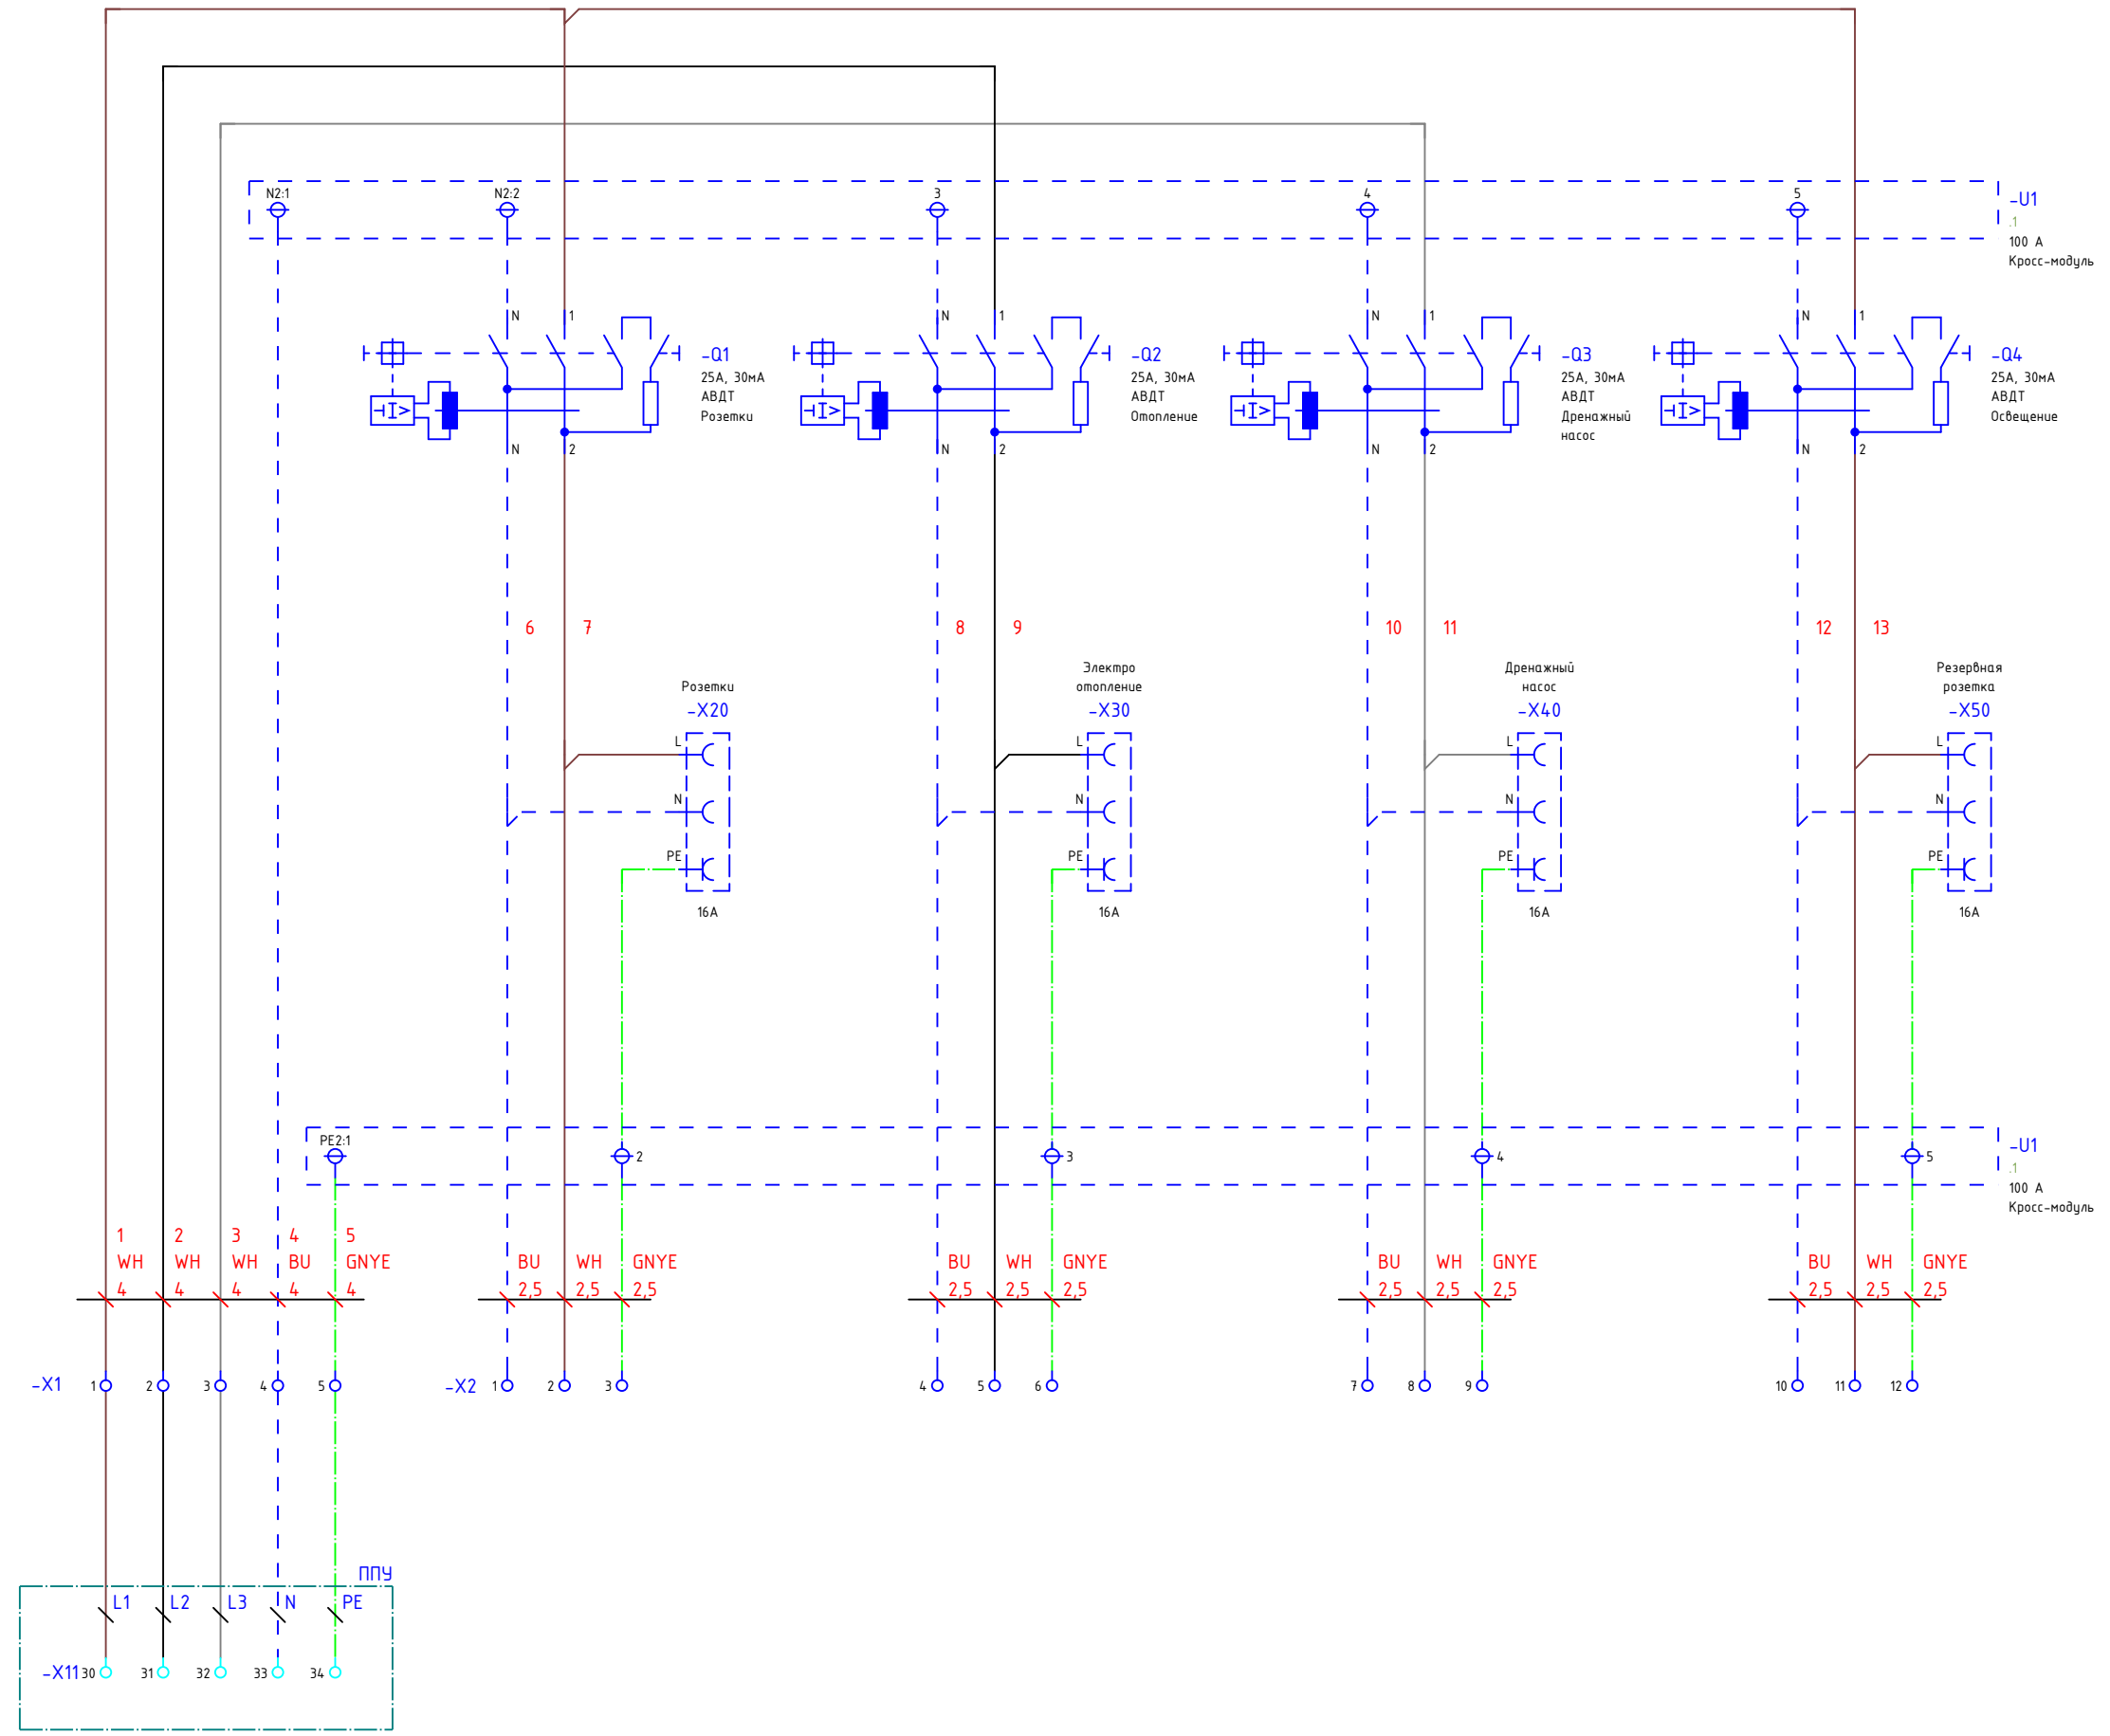 N2:1
N2:2
3
4
5
-U1
.1
100 А
Кросс-модуль
N
1
N
1
N
1
N
1
-Q1
25А, 30мА
АВДТ
Розетки
-Q2
25А, 30мА
АВДТ
Отопление
-Q3
25А, 30мА
АВДТ
Дренажный
насос
-Q4
25А, 30мА
АВДТ
Освещение
I>
I>
I>
I>
N
2
N
2
N
2
N
2
6
7
8
9
10
11
12
13
Розетки
-X20
L
N
PE
16А
Электро
отопление
-X30
L
N
PE
16А
Дренажный
насос
-X40
L
N
PE
16А
Резервная
розетка
-X50
L
N
PE
16А
PE2:1
2
3
4
5
-U1
.1
100 А
Кросс-модуль
1
2
3
4
5
WH
WH
WH
BU
GNYE
4
4
4
4
4
BU
WH
GNYE
2,5
2,5
2,5
BU
WH
GNYE
2,5
2,5
2,5
BU
WH
GNYE
2,5
2,5
2,5
BU
WH
GNYE
2,5
2,5
2,5
-X1
1
2
3
4
5
-X2
1
2
3
4
5
6
7
8
9
10
11
12
ППУ
L1
L2
L3
N
PE
-X11
30
31
32
33
34